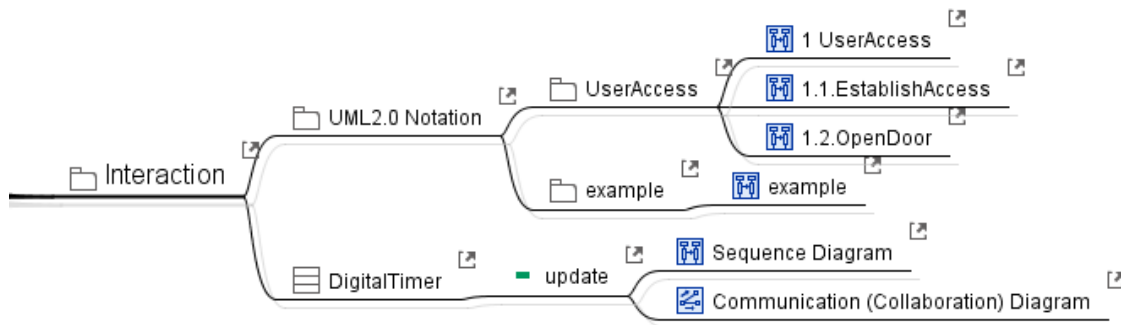 1 UserAccess
UserAccess
1.1.EstablishAccess
UML2.0 Notation
1.2.OpenDoor
Interaction
example
example
Sequence Diagram
DigitalTimer
update
Communication (Collaboration) Diagram